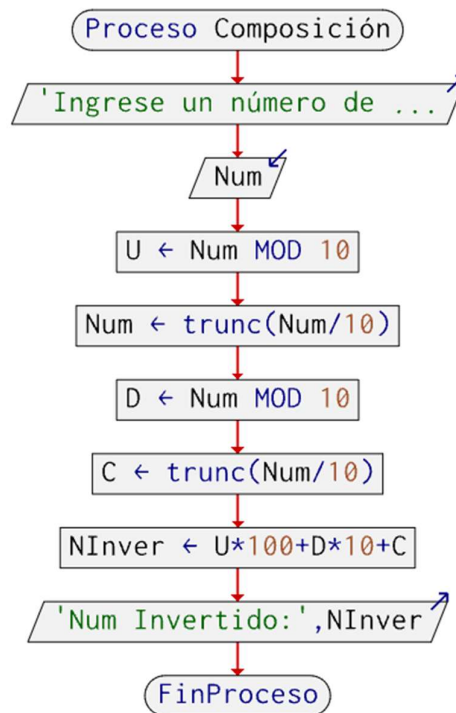 Proceso Composición
'Ingrese un número de ...
Num
U ← Num MOD 10
Num ← trunc(Num/10)
D ← Num MOD 10
C ← trunc(Num/10)
NInver ← U*100+D*10+C
'Num Invertido:',NInver
FinProceso